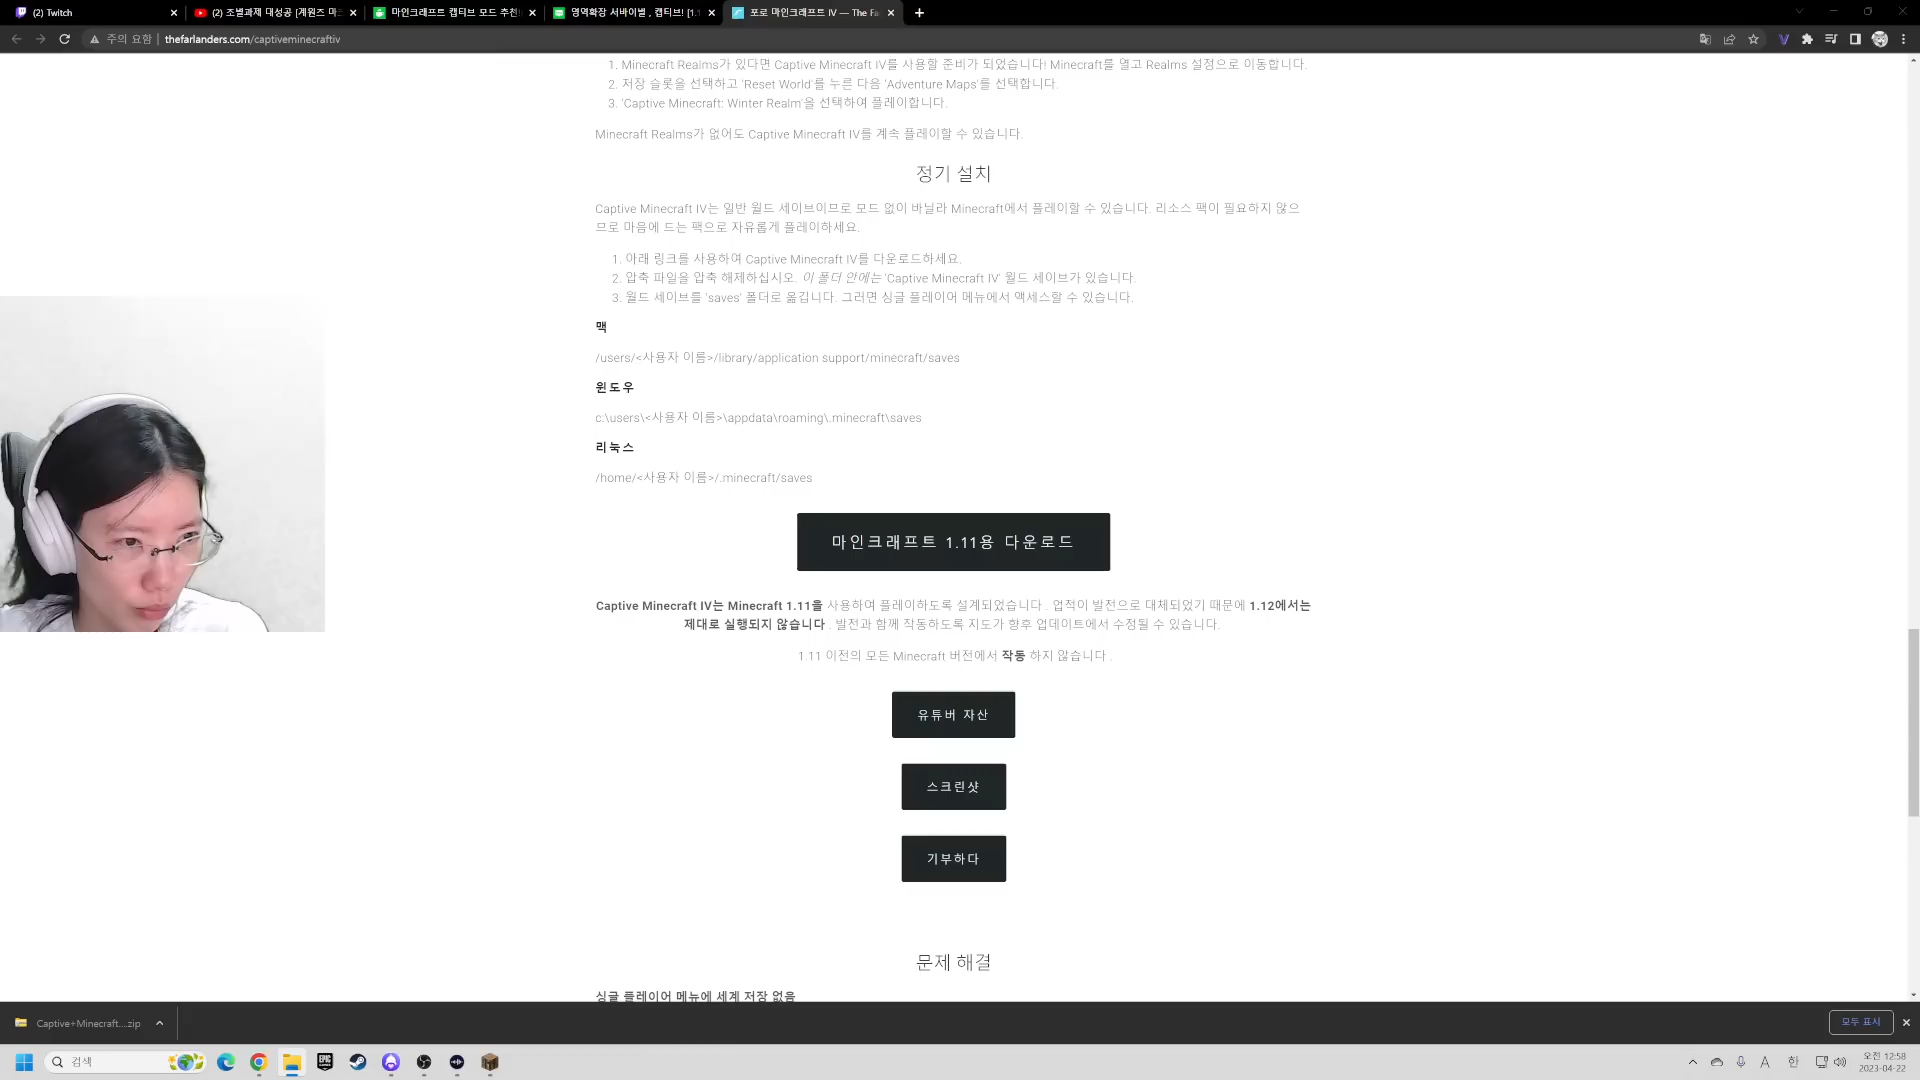 (2) Twitch
(2) 조별과제 대성공 [계원즈 마
마인크래프트 캡티브 모드 추천
영역확장 서바이벌 , 캡티브! [1.1
포로 마인크래프트 IV — The Fa
주의 요함
thefarlanders.com/captiveminecraftiv
1. Minecraft Realms가 있다면 Captive Minecraft IV를 사용할 준비가 되었습니다! Minecraft를 열고 Realms 설정으로 이동합니다.
2. 저장 슬롯을 선택하고 'Reset World'를 누른 다음 'Adventure Maps'를 선택합니다.
3. 'Captive Minecraft: Winter Realm'을 선택하여 플레이합니다.
Minecraft Realms가 없어도 Captive Minecraft IV를 계속 플레이할 수 있습니다.
정기 설치
Captive Minecraft IV는 일반 월드 세이브이므로 모드 없이 바닐라 Minecraft에서 플레이할 수 있습니다. 리소스 팩이 필요하지 않으
므로 마음에 드는 팩으로 자유롭게 플레이하세요.
1. 아래 링크를 사용하여 Captive Minecraft IV를 다운로드하세요.
2. 압축 파일을 압축 해제하십시오. 이 폴더 안에는 'Captive Minecraft IV' 월드 세이브가 있습니다.
3. 월드 세이브를 'saves' 폴더로 옮깁니다. 그러면 싱글 플레이어 메뉴에서 액세스할 수 있습니다.
맥
/users/<사용자 이름>/library/application support/minecraft/saves
윈도우
c:\users\<사용자 이름>\appdata\roaming\.minecraft\saves
리눅스
/home/<사용자 이름>/.minecraft/saves
마인크래프트 1.11용 다운로드
Captive Minecraft IV는 Minecraft 1.11을 사용하여 플레이하도록 설계되었습니다 . 업적이 발전으로 대체되었기 때문에 1.12에서는
제대로 실행되지 않습니다 . 발전과 함께 작동하도록 지도가 향후 업데이트에서 수정될 수 있습니다.
1.11 이전의 모든 Minecraft 버전에서 작동 하지 않습니다 .
유튜버 자산
스크린샷
기부하다
문제 해결
싱글 플레이어 메뉴에 세계 저장 없음
Captive+Minecraft....zip
모두 표시
검색
EPIC
A
한
오전 12:58
2023-04-22